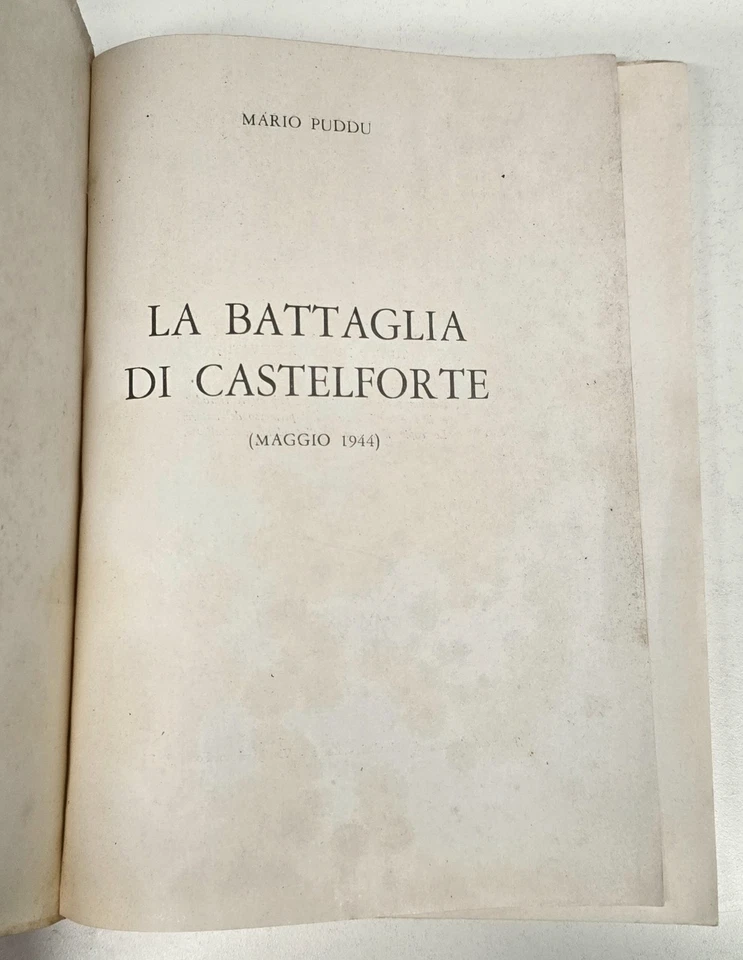 MARIO PUDDU
LA BATTAGLIA
DI CASTELFORTE
(MAGGIO 1944)